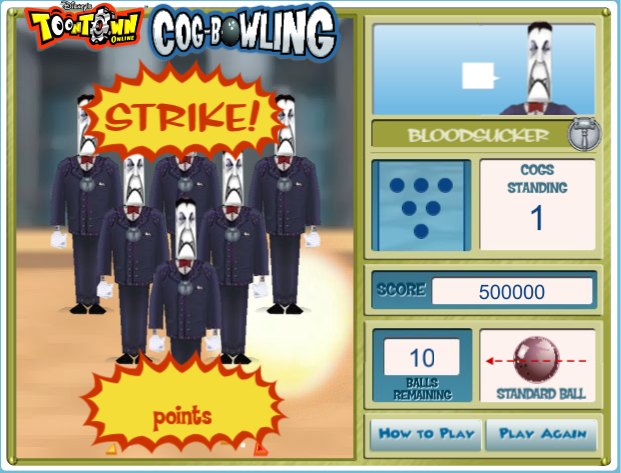 Disney's
TOONTOWN
ONLINE
COG-BOWLING
STRIKE!
points
BLOODSUCKER
COGS
STANDING
1
SCORE 500000
10
BALLS
REMAINING
STANDARD BALL
HOW TO PLAY
PLAY AGAIN